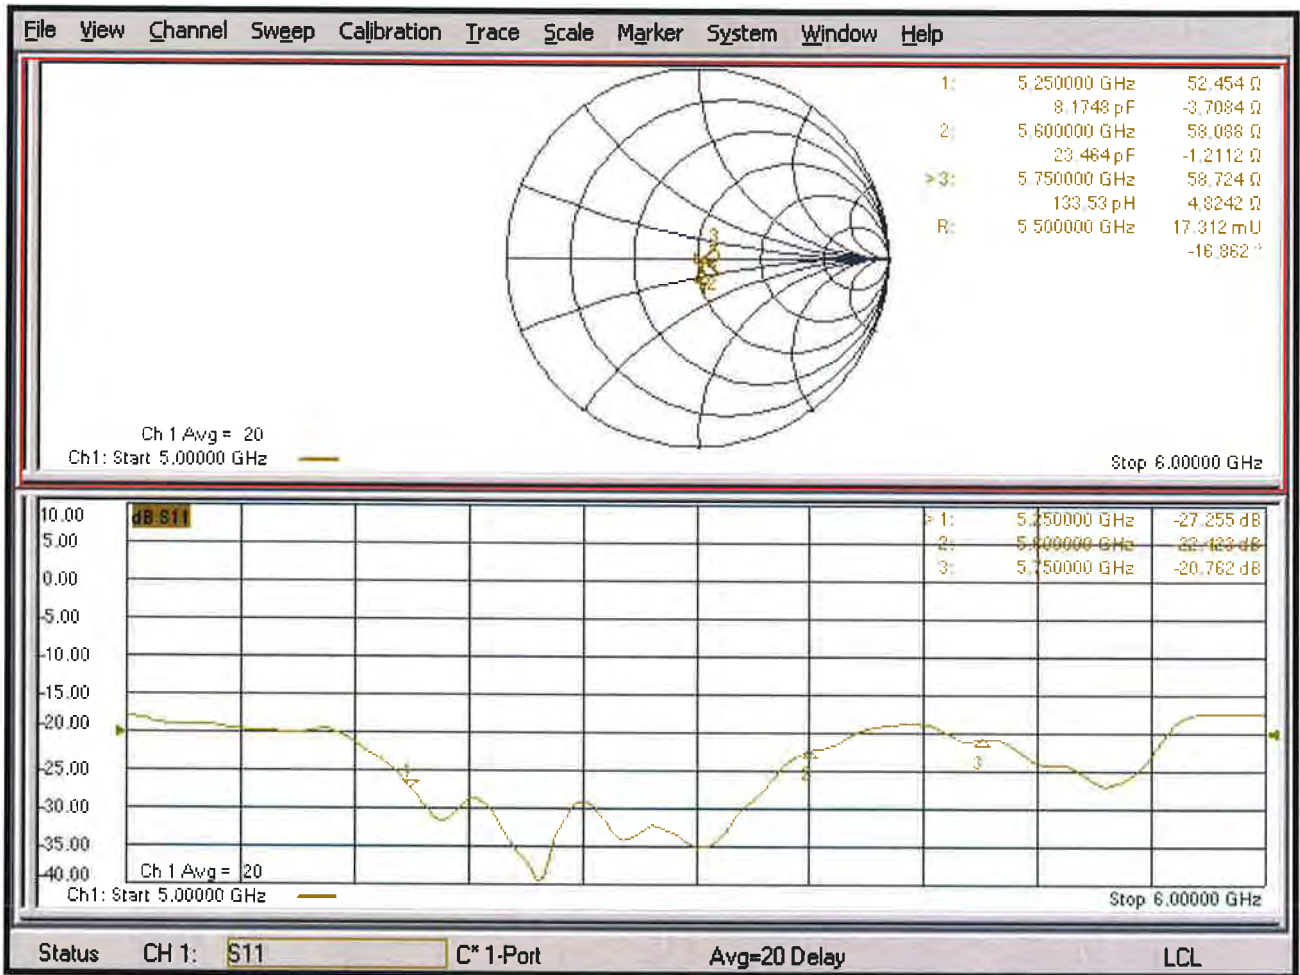 File View Channel Sweep Calibration Trace Scale Marker System Window Help
1: 5.250000 GHz 52.454 Ω
8.1748 pF -3.7084 Ω
2: 5.600000 GHz 58.088 Ω
23.464 pF -1.2112 Ω
>3: 5.750000 GHz 58.724 Ω
133.53 pH 4.8242 Ω
R: 5.500000 GHz 17.312 mU
-16.862 °
3
2
Ch 1 Avg = 20
Ch1: Start 5.00000 GHz
Stop 6.00000 GHz
10.00
dB S11
> 1: 5.250000 GHz -27.255 dB
5.00
2: 5.600000 GHz -22.423 dB
3: 5.750000 GHz -20.762 dB
0.00
-5.00
-10.00
-15.00
-20.00
-25.00
1
2
3
-30.00
-35.00
-40.00
Ch 1 Avg = 20
Ch1: Start 5.00000 GHz
Stop 6.00000 GHz
Status CH 1: S11 C* 1-Port Avg=20 Delay LCL